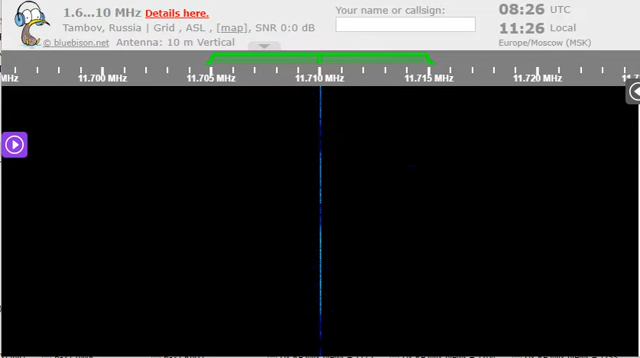 1.6...10 MHz Details here.
Tambov, Russia | Grid , ASL , [map], SNR 0:0 dB
© bluebison.net Antenna: 10 m Vertical
Your name or callsign:
08:26 UTC
11:26 Local
Europe/Moscow (MSK)
MHz 11.700 MHz 11.705 MHz 11.710 MHz 11.715 MHz 11.720 MHz 11.7